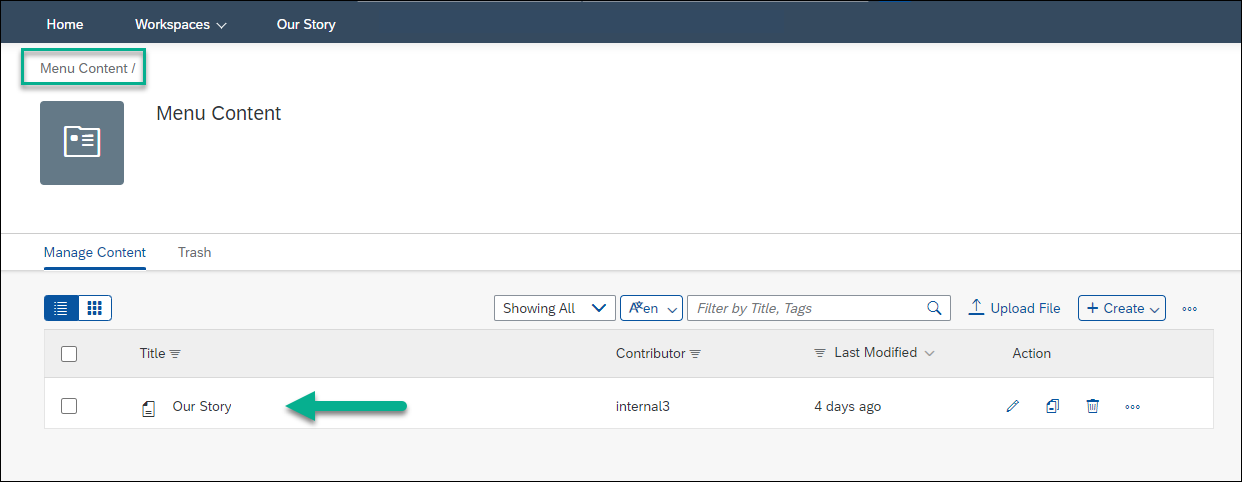 Home Workspaces Our Story
Menu Content /
Menu Content
Manage Content Trash
Showing All en Filter by Title, Tags Upload File + Create
Title Contributor Last Modified Action
Our Story internal3 4 days ago